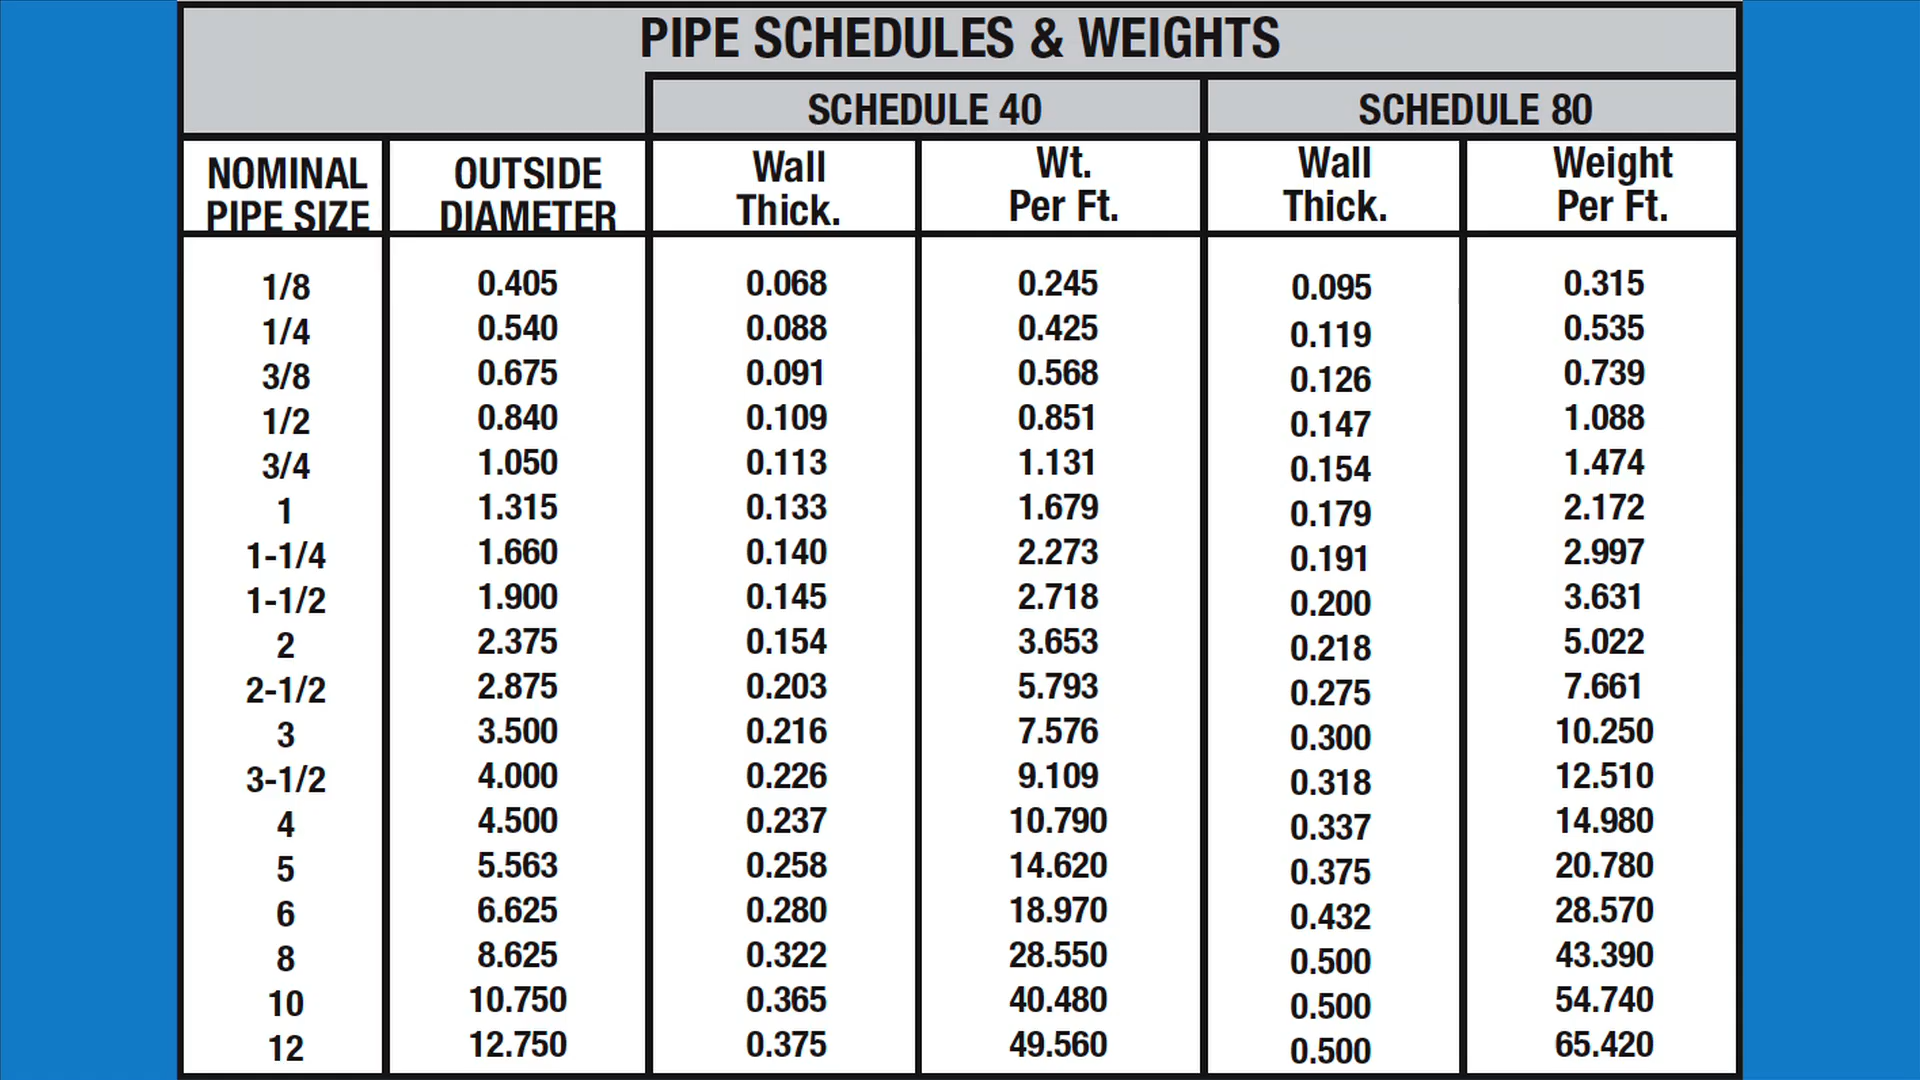 PIPE SCHEDULES & WEIGHTS
SCHEDULE 40 SCHEDULE 80
NOMINAL PIPE SIZE OUTSIDE DIAMETER Wall Thick. Wt. Per Ft. Wall Thick. Weight Per Ft.
1/8 0.405 0.068 0.245 0.095 0.315
1/4 0.540 0.088 0.425 0.119 0.535
3/8 0.675 0.091 0.568 0.126 0.739
1/2 0.840 0.109 0.851 0.147 1.088
3/4 1.050 0.113 1.131 0.154 1.474
1 1.315 0.133 1.679 0.179 2.172
1-1/4 1.660 0.140 2.273 0.191 2.997
1-1/2 1.900 0.145 2.718 0.200 3.631
2 2.375 0.154 3.653 0.218 5.022
2-1/2 2.875 0.203 5.793 0.275 7.661
3 3.500 0.216 7.576 0.300 10.250
3-1/2 4.000 0.226 9.109 0.318 12.510
4 4.500 0.237 10.790 0.337 14.980
5 5.563 0.258 14.620 0.375 20.780
6 6.625 0.280 18.970 0.432 28.570
8 8.625 0.322 28.550 0.500 43.390
10 10.750 0.365 40.480 0.500 54.740
12 12.750 0.375 49.560 0.500 65.420